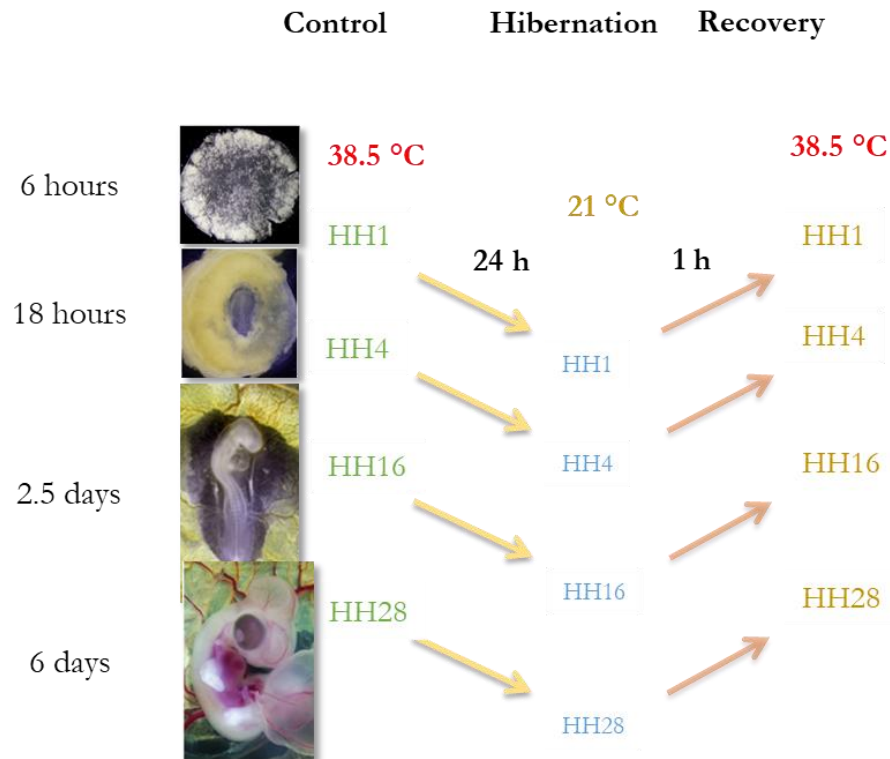 Control Hibernation Recovery
38.5 °C 38.5 °C
6 hours
21 °C
HH1 HH1
24 h 1 h
18 hours
HH4 HH4
HH1
HH16 HH4 HH16
2.5 days
HH16 HH28
HH28
6 days
HH28